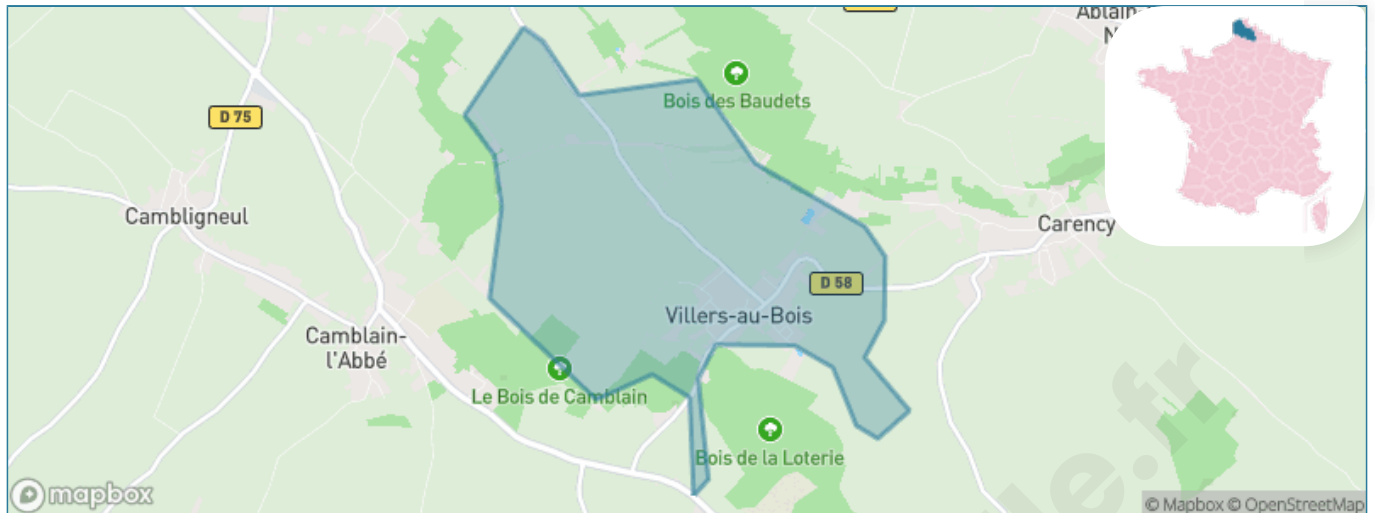 Ablain-
Bois des Baudets
D 75
Cambligneul
Carency
D 58
Villers-au-Bois
Camblain-
l'Abbé
Le Bois de Camblain
Bois de la Loterie
mapbox
© Mapbox © OpenStreetMap